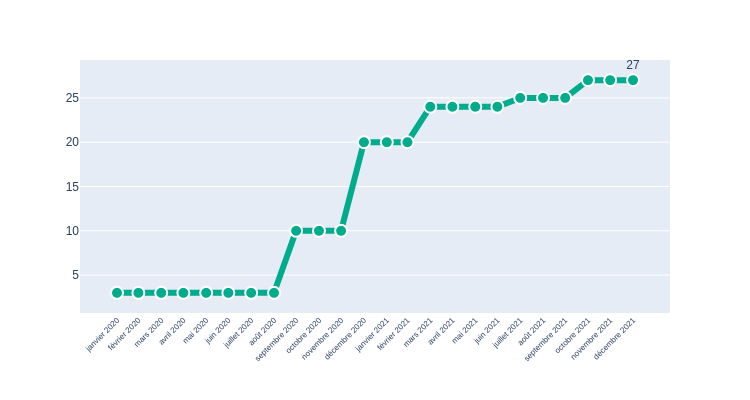 27
25
20
15
10
5
janvier 2020
février 2020
mars 2020
avril 2020
mai 2020
juin 2020
juillet 2020
août 2020
septembre 2020
octobre 2020
novembre 2020
décembre 2020
janvier 2021
février 2021
mars 2021
avril 2021
mai 2021
juin 2021
juillet 2021
août 2021
septembre 2021
octobre 2021
novembre 2021
décembre 2021